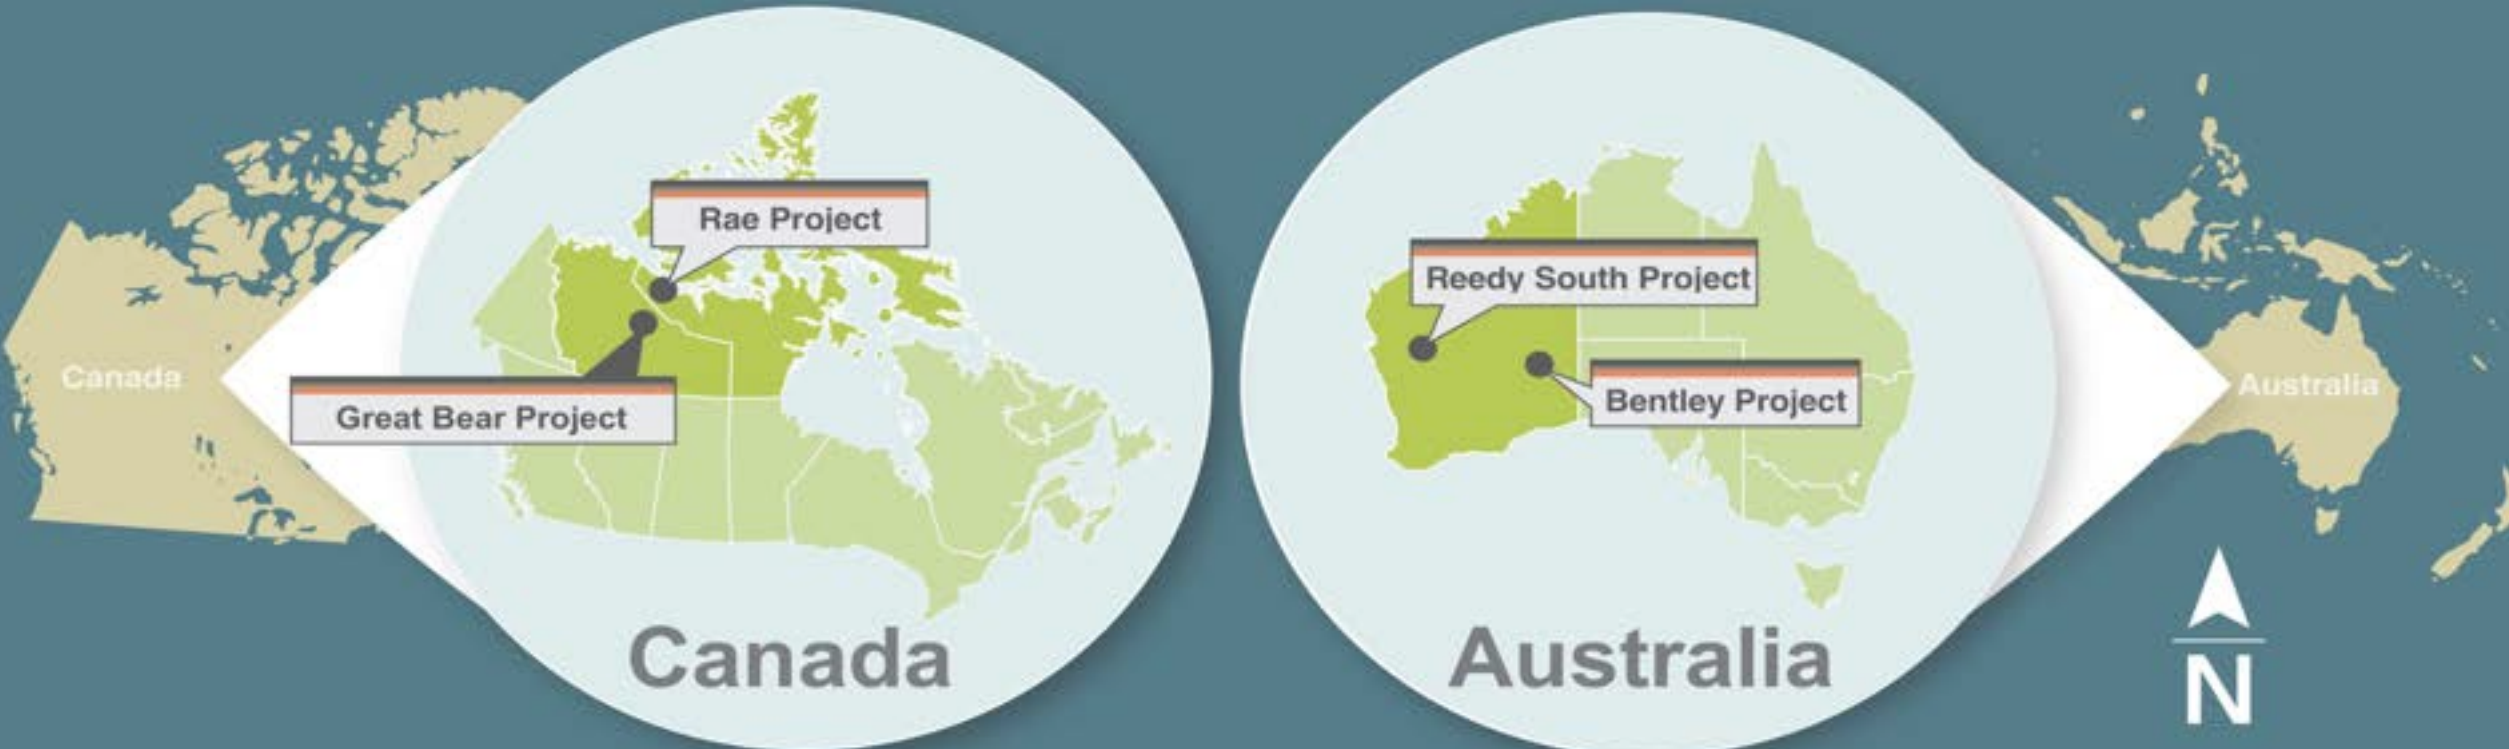 Rae Project
Great Bear Project
Canada
Canada
Reedy South Project
Bentley Project
Australia
Australia
N